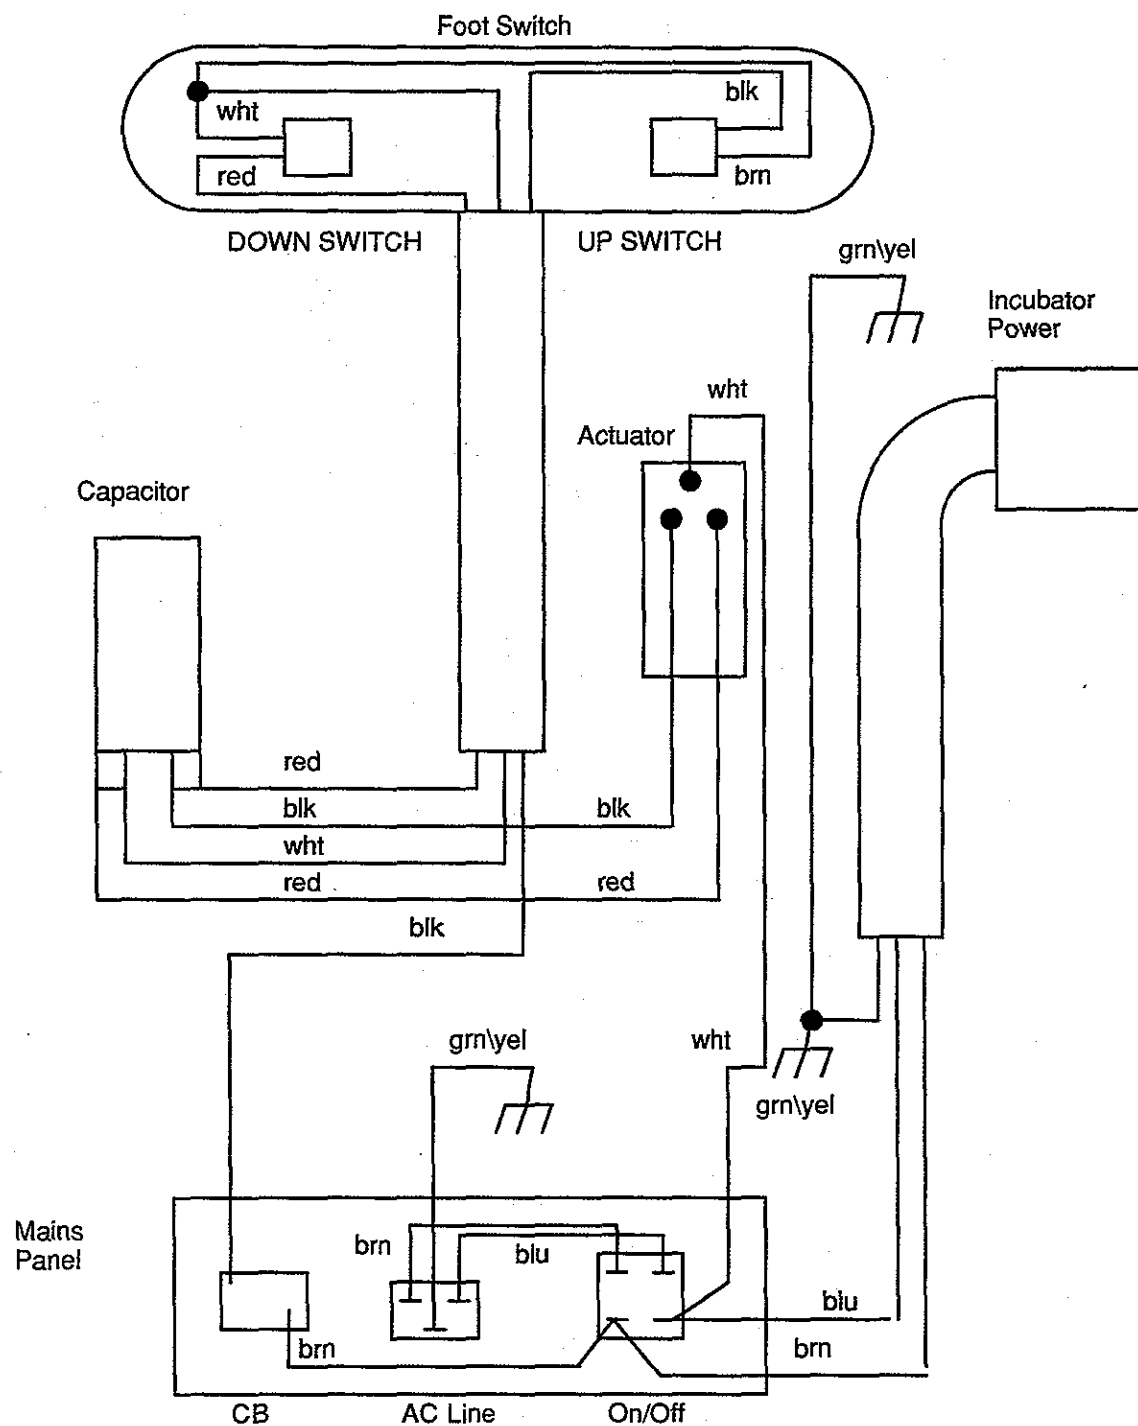 Foot Switch
blk
wht
red
brn
DOWN SWITCH
UP SWITCH
grn\yel
Incubator
Power
wht
Actuator
Capacitor
red
blk
blk
wht
red
red
blk
grn\yel
wht
grn\yel
Mains
Panel
brn
blu
blu
brn
brn
CB
AC Line
On/Off